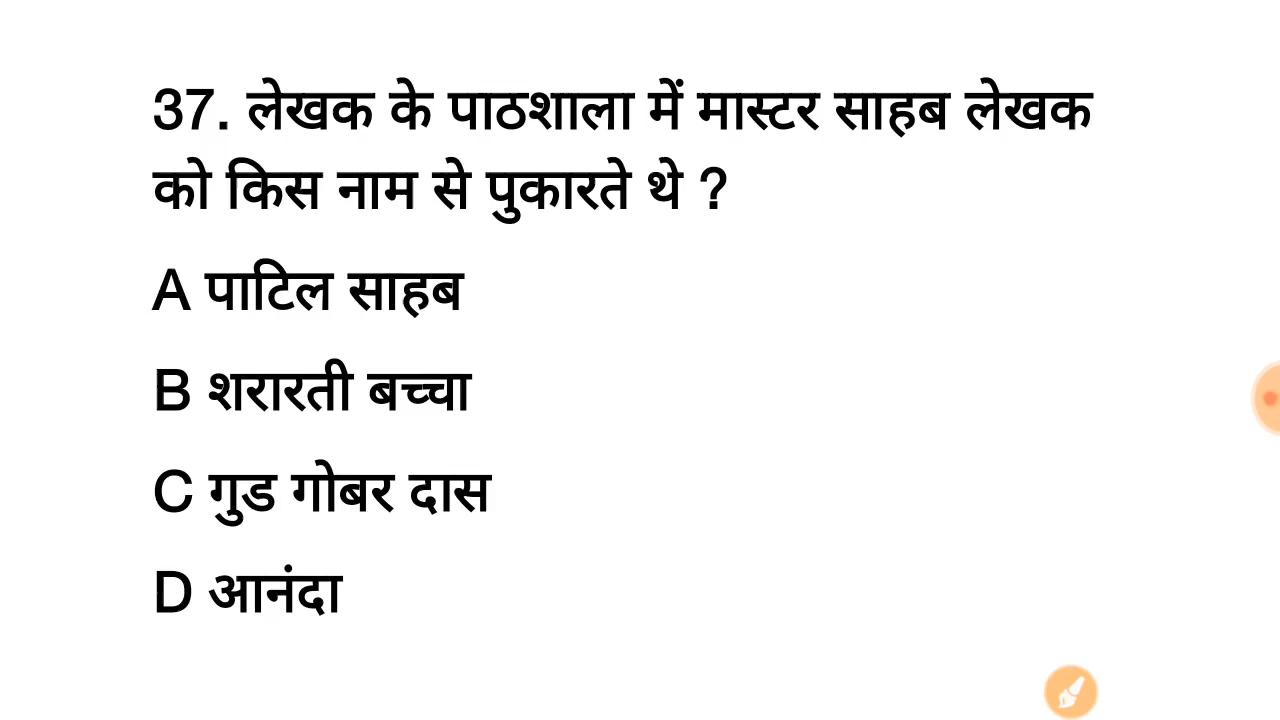 37. लेखक के पाठशाला में मास्टर साहब लेखक
को किस नाम से पुकारते थे ?
A पाटिल साहब
B शरारती बच्चा
C गुड गोबर दास
D आनंदा